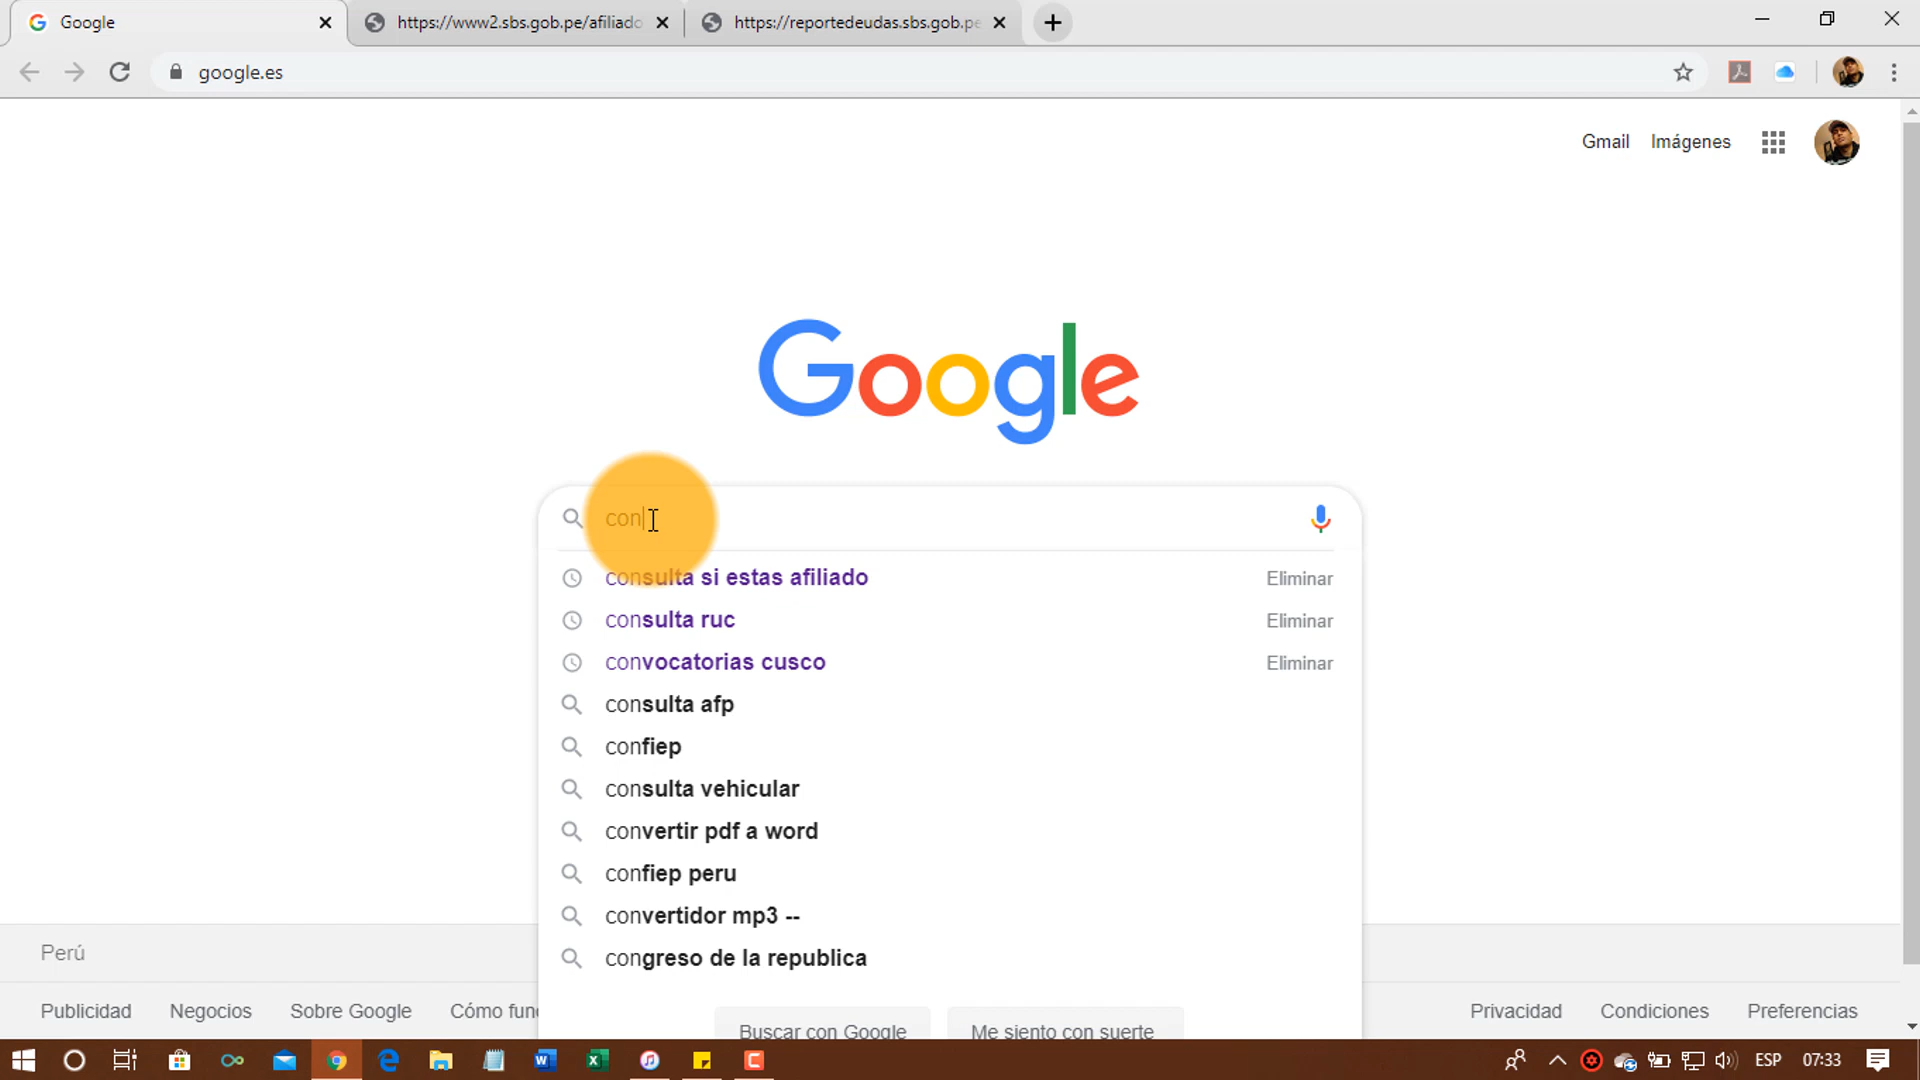 Google
https://www2.sbs.gob.pe/afiliado
https://reportedeudas.sbs.gob.pe
google.es
Gmail
Imágenes
Google
con
consulta si estas afiliado
Eliminar
consulta ruc
Eliminar
convocatorias cusco
Eliminar
consulta afp
confiep
consulta vehicular
convertir pdf a word
confiep peru
convertidor mp3 --
congreso de la republica
Buscar con Google
Me siento con suerte
Perú
Publicidad
Negocios
Sobre Google
Cómo fun
Privacidad
Condiciones
Preferencias
ESP
07:33